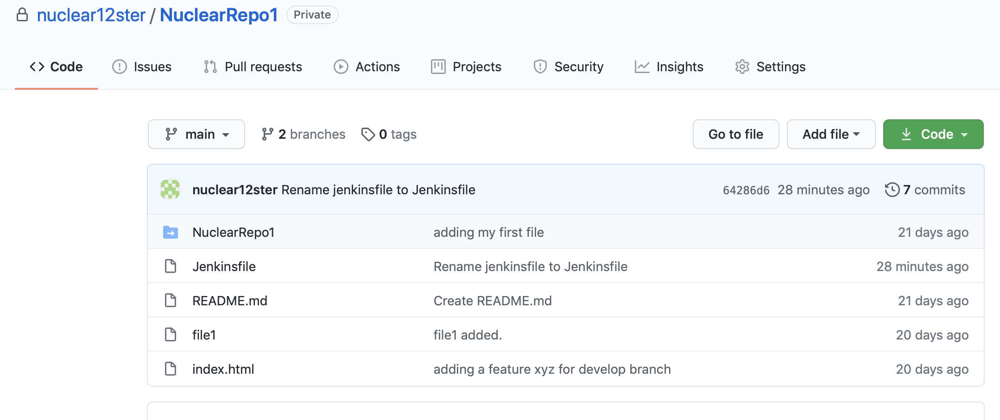 nuclear12ster / NuclearRepo1 Private
Code Issues Pull requests Actions Projects Security Insights Settings
main 2 branches 0 tags Go to file Add file Code
nuclear12ster Rename jenkinsfile to Jenkinsfile 64286d6 28 minutes ago 7 commits
NuclearRepo1 adding my first file 21 days ago
Jenkinsfile Rename jenkinsfile to Jenkinsfile 28 minutes ago
README.md Create README.md 21 days ago
file1 file1 added. 20 days ago
index.html adding a feature xyz for develop branch 20 days ago